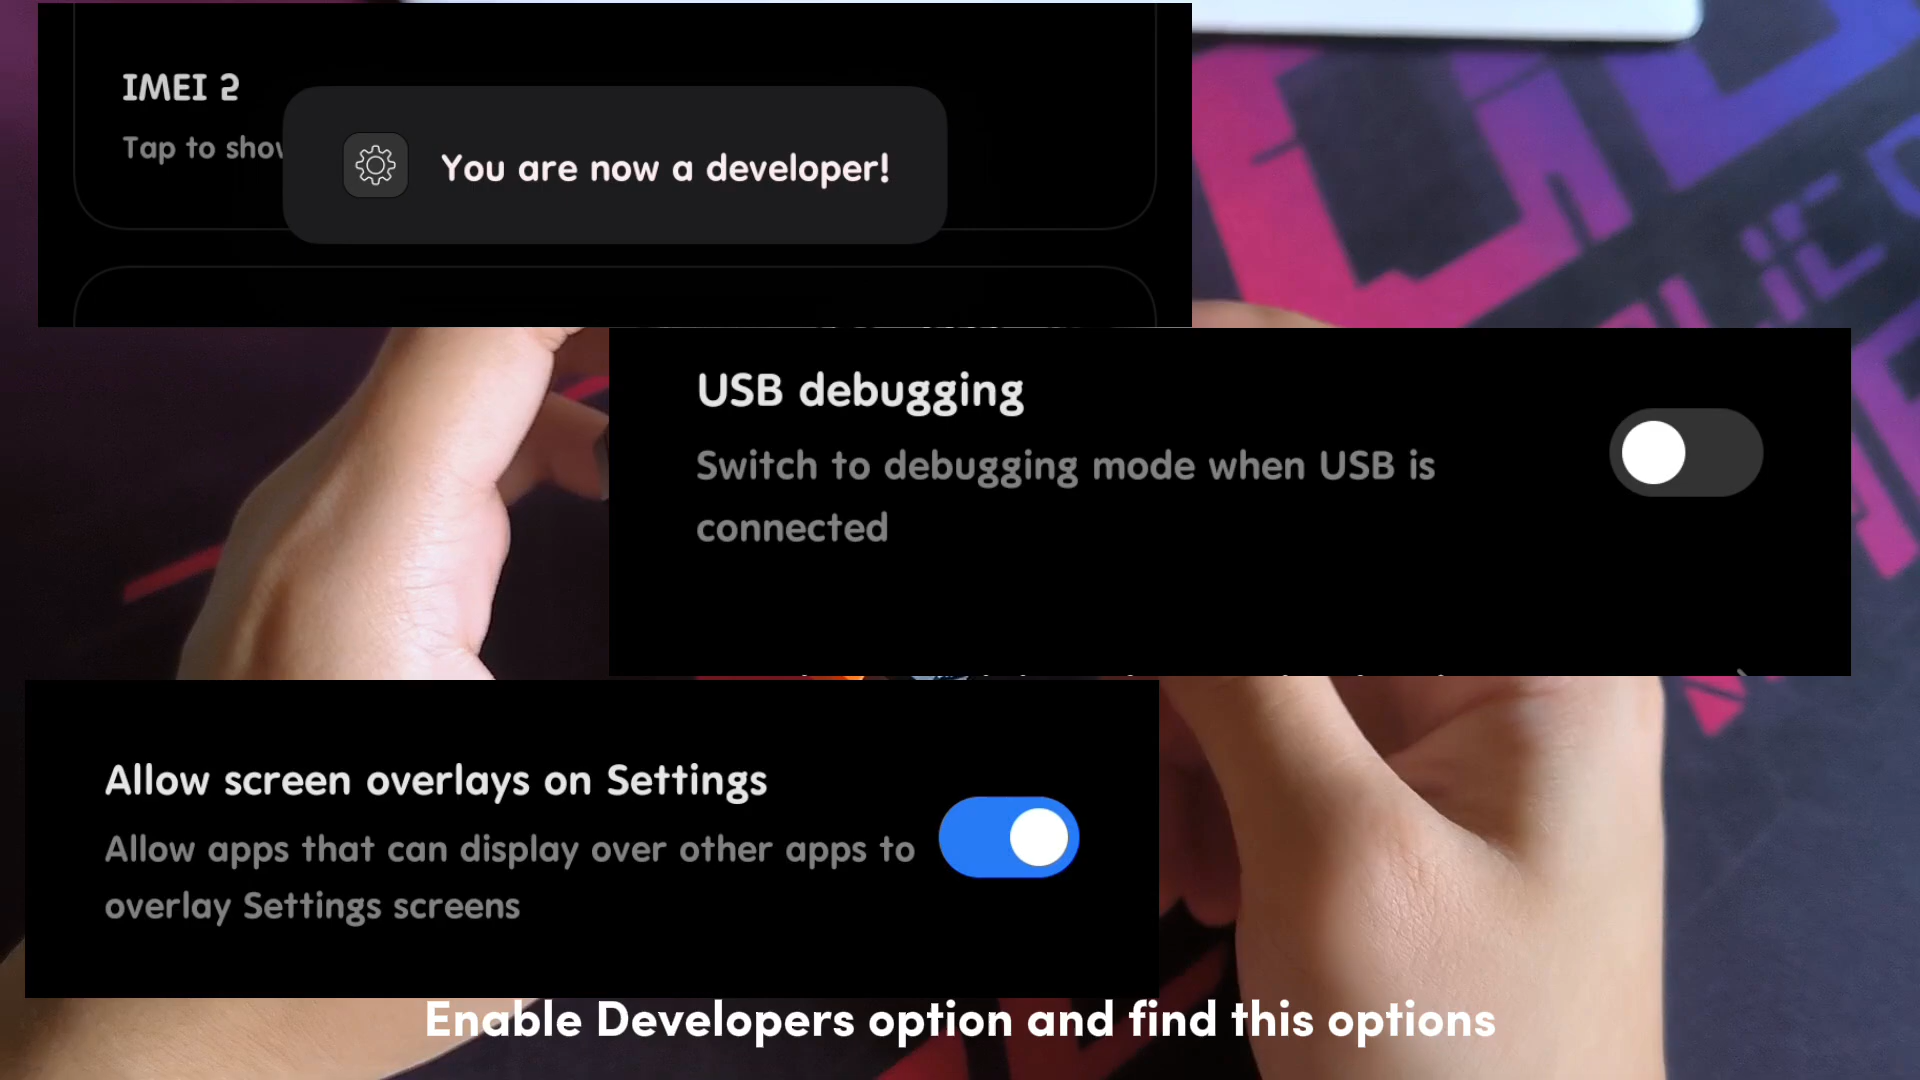 IMEI 2
Tap to show
You are now a developer!
USB debugging
Switch to debugging mode when USB is
connected
Allow screen overlays on Settings
Allow apps that can display over other apps to
overlay Settings screens
Enable Developers option and find this options